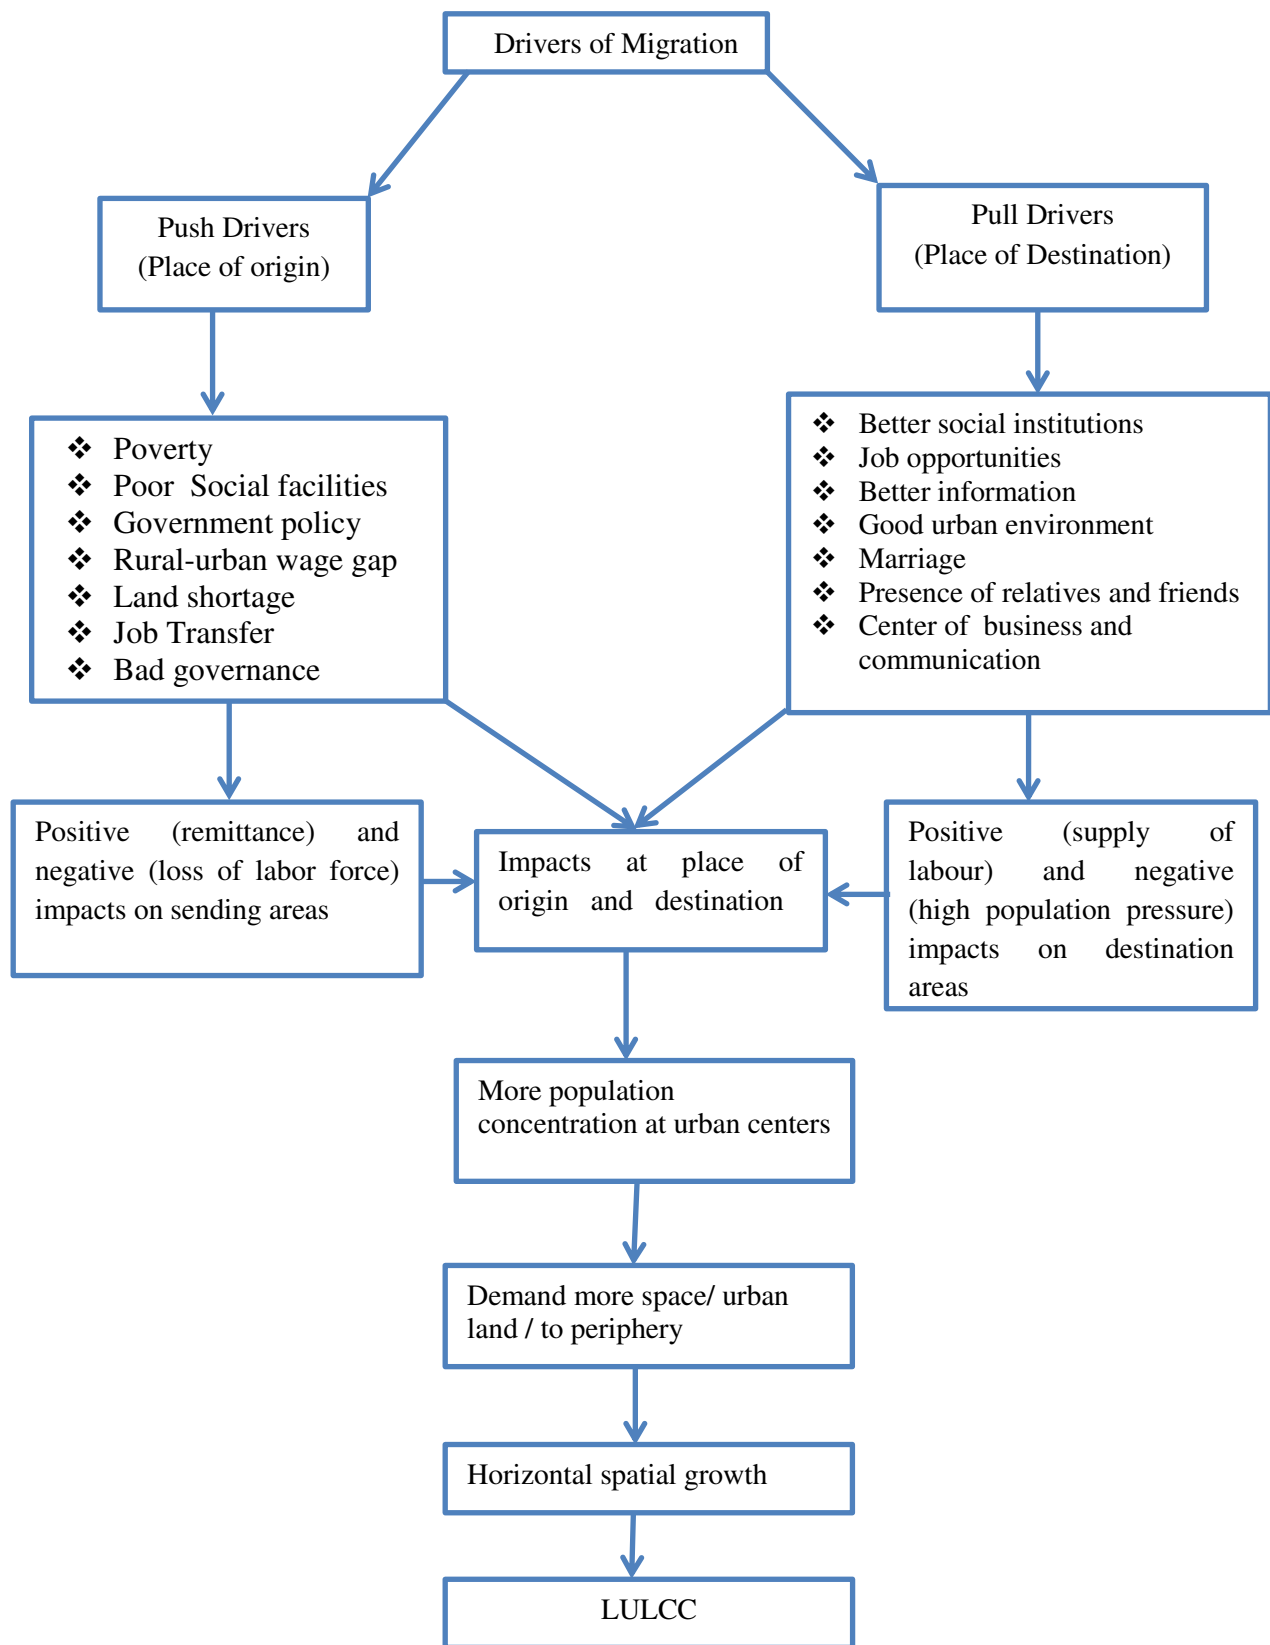 Drivers of Migration
Push Drivers
(Place of origin)
Pull Drivers
(Place of Destination)
❖ Poverty
❖ Poor  Social facilities
❖ Government policy
❖ Rural-urban wage gap
❖ Land shortage
❖ Job Transfer
❖ Bad governance
❖ Better social institutions
❖ Job opportunities
❖ Better information
❖ Good urban environment
❖ Marriage
❖ Presence of relatives and friends
❖ Center of  business and
communication
Positive (remittance) and
negative (loss of labor force)
impacts on sending areas
Impacts at place of
origin and destination
Positive (supply of
labour) and negative
(high population pressure)
impacts on destination
areas
More population
concentration at urban centers
Demand more space/ urban
land / to periphery
Horizontal spatial growth
LULCC